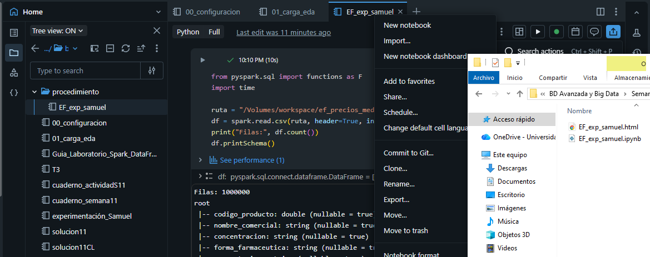 Home
00_configuracion
01_carga_eda
EF_exp_samuel
Tree view: ON
Python
Full
Last edit was 11 minutes ago
Type to search
procedimiento
EF_exp_samuel
00_configuracion
01_carga_eda
Guia_Laboratorio_Spark_DataFr...
T3
cuaderno_actividadS11
cuaderno_semana11
experimentación_Samuel
solucion11
solucion11CL
10:10 PM (10s)
from pyspark.sql import functions as F
import time
ruta = "/Volumes/workspace/ef_precios_med
df = spark.read.csv(ruta, header=True, in
print("Filas:", df.count())
df.printSchema()
See performance (1)
df: pyspark.sql.connect.dataframe.DataFrame = [
Filas: 1000000
root
|-- codigo_producto: double (nullable = true
|-- nombre_comercial: string (nullable = tru
|-- concentracion: string (nullable = true)
|-- forma_farmaceutica: string (nullable = t
New notebook
Import...
New notebook dashboard
Add to favorites
Share...
Schedule...
Change default cell langua
Commit to Git...
Clone...
Rename...
Export...
Move...
Move to trash
Notebook format
Search actions
Ctrl + Shift + P
O
Archivo
Inicio
Compartir
Vista
Almacenamie
BD Avanzada y Big Data
Semar
Nombre
Acceso rápido
EF_exp_samuel.html
OneDrive - Universida
EF_exp_samuel.ipynb
Este equipo
Descargas
Documentos
Escritorio
Imágenes
Música
Objetos 3D
Videos